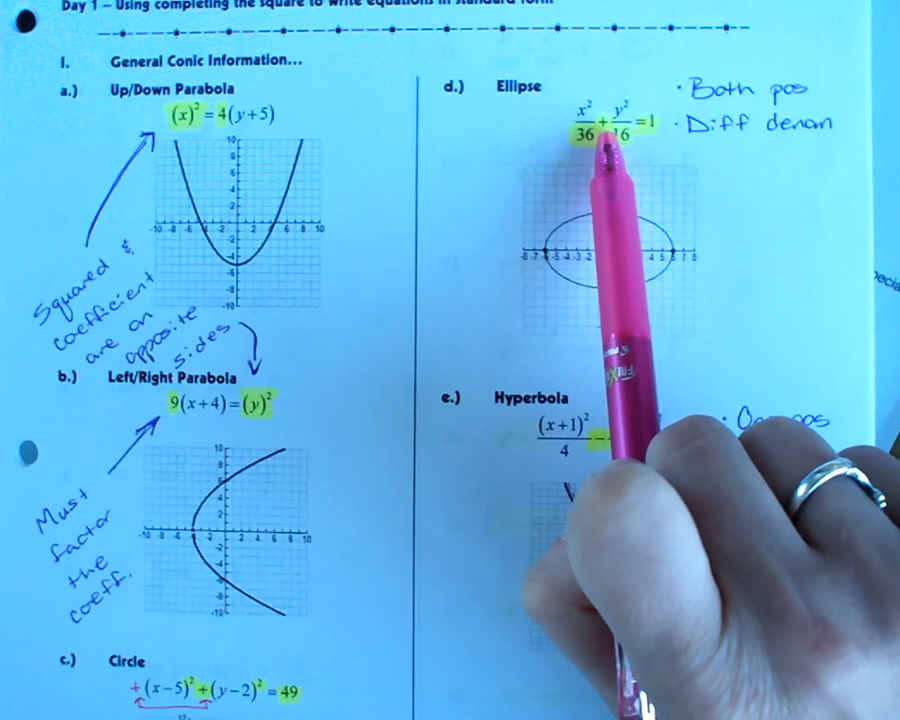 Day 1 – Using completing the square to write equations in standard form
I. General Conic Information...
a.) Up/Down Parabola
(x)² = 4(y+5)
Squared &
coefficient
are on
opposite
sides
b.) Left/Right Parabola
9(x+4) = (y)²
Must
factor
the
coeff.
c.) Circle
+(x−5)² + (y−2)² = 49
d.) Ellipse
x²/36 + y²/16 = 1
· Both pos
· Diff denom
e.) Hyperbola
(x+1)²/4 −
pos